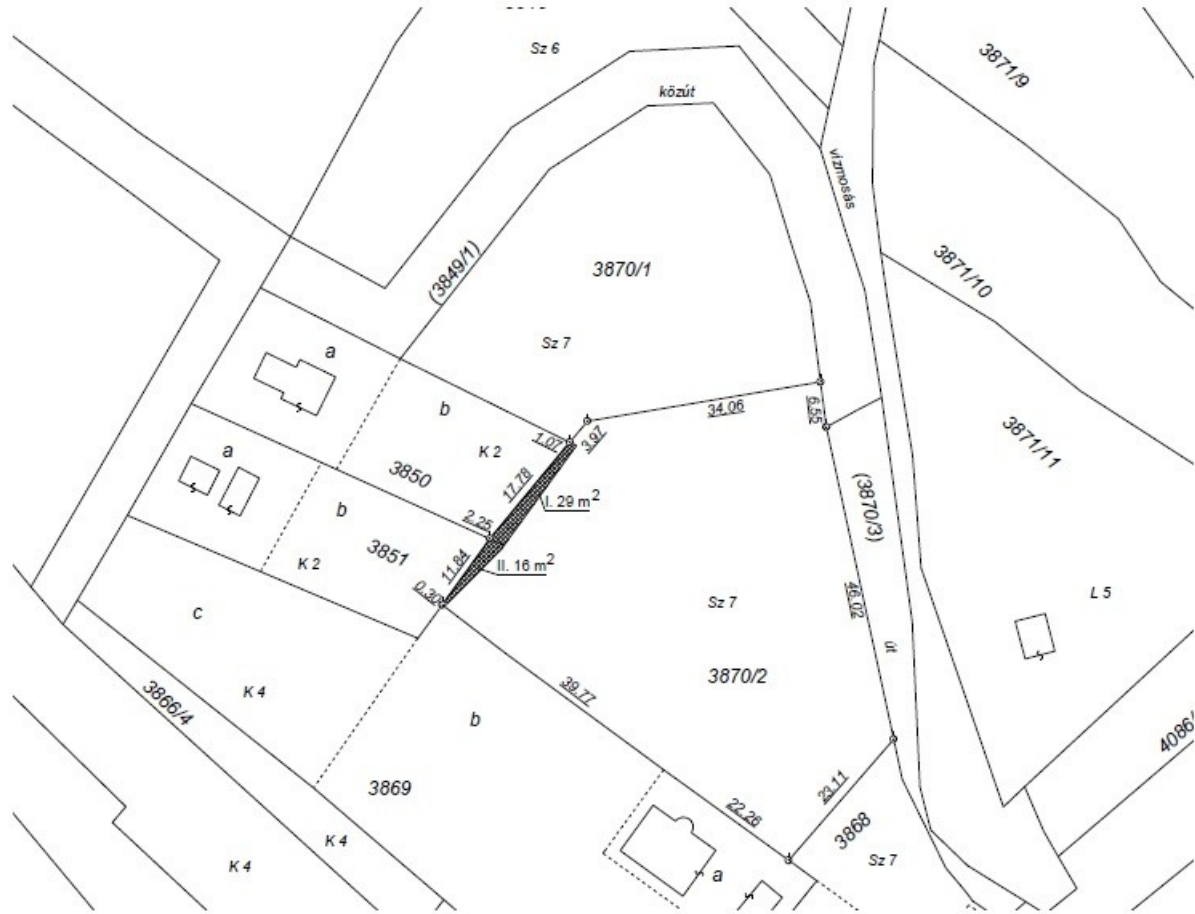 Sz 6
3871/9
közút
vízmosás
(3849/1)
3870/1
3871/10
a
Sz 7
b
34.06
6.55
1.07
3.97
K 2
3871/11
a
3850
17.78
I. 29 m²
(3870/3)
b
2.25
3851
11.84
II. 16 m²
K 2
0.30
Sz 7
46.02
L 5
c
út
3870/2
39.77
K 4
3866/4
b
4086/
3869
23.11
22.26
3868
K 4
Sz 7
K 4
a